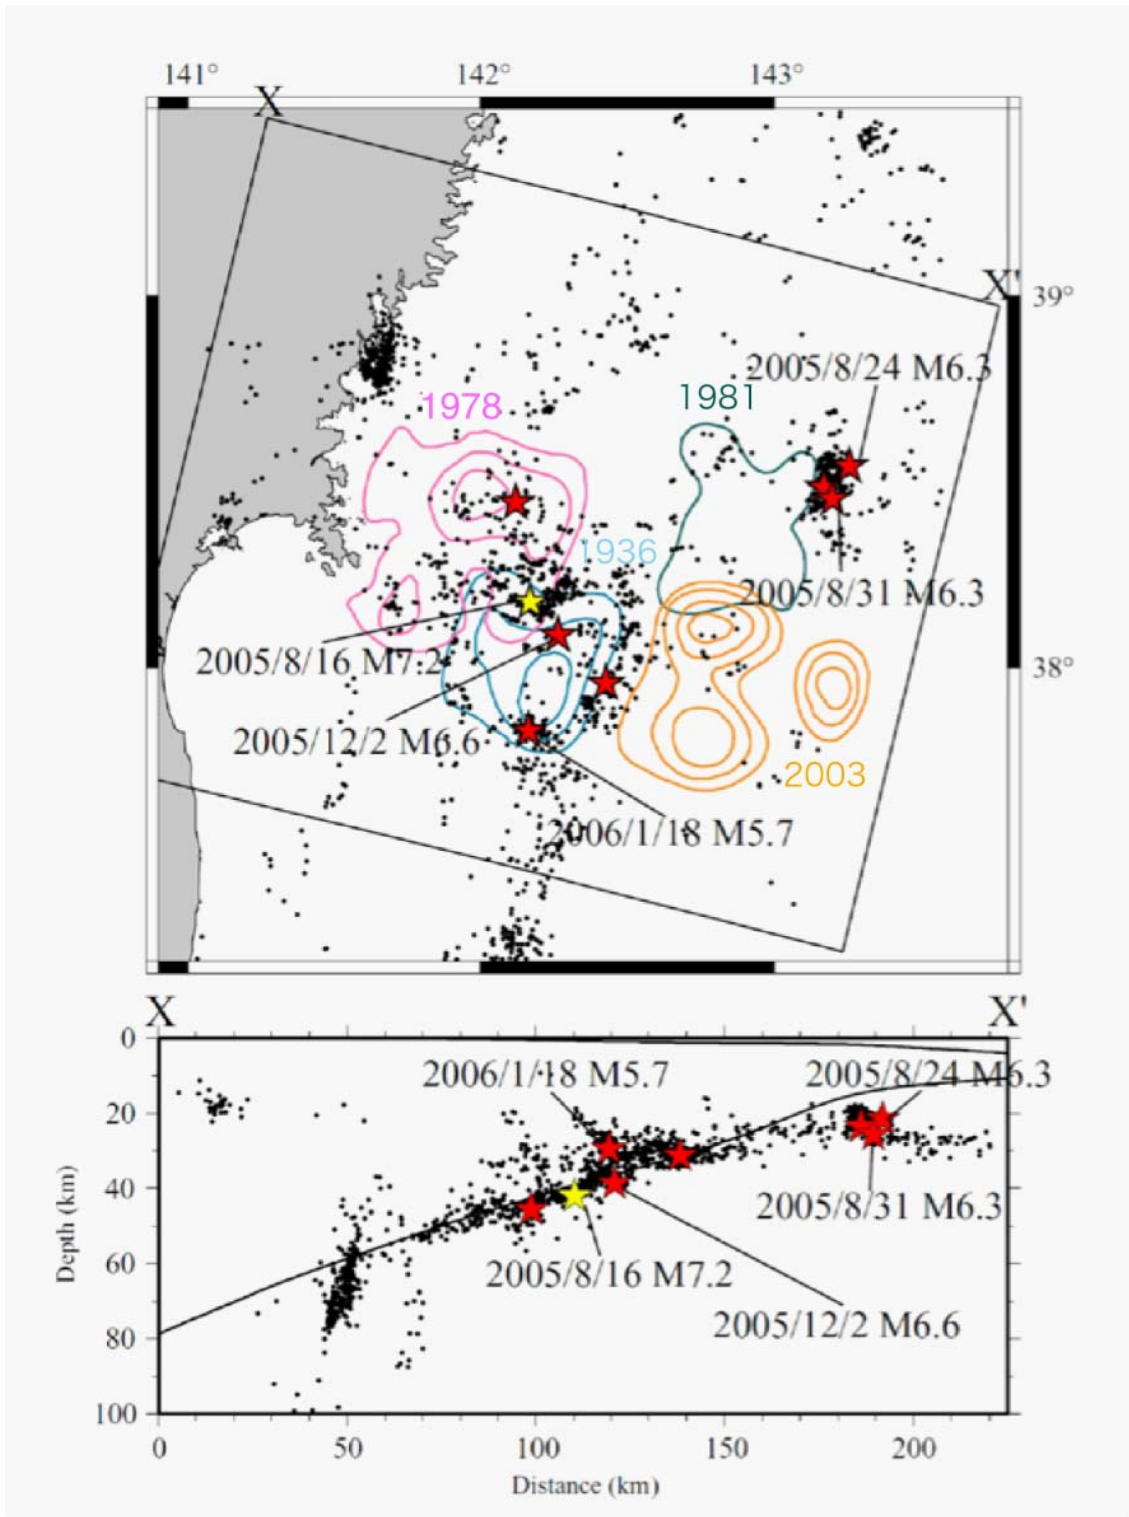 141° 142° 143°
X
X'
39°
2005/8/24 M6.3
1978
1981
1936
2005/8/31 M6.3
2005/8/16 M7.2
38°
2005/12/2 M6.6
2003
2006/1/18 M5.7
X X'
0
2006/1/18 M5.7 2005/8/24 M6.3
20
40
2005/8/31 M6.3
Depth (km)
60
2005/8/16 M7.2
2005/12/2 M6.6
80
100
0 50 100 150 200
Distance (km)